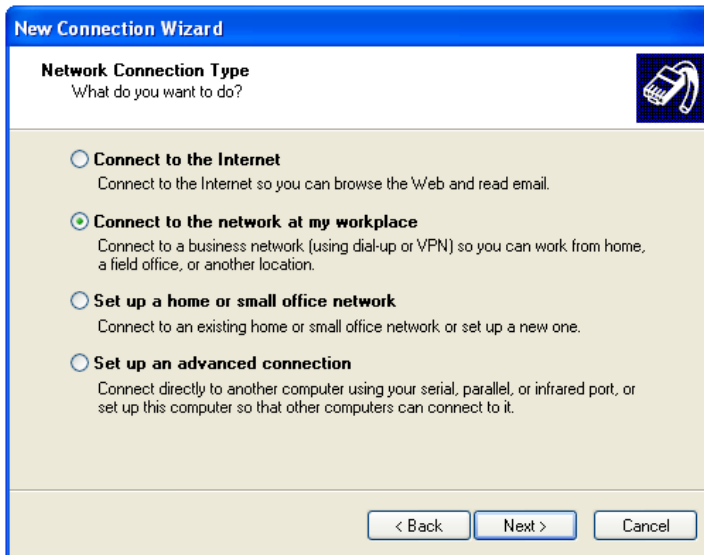 New Connection Wizard
Network Connection Type
What do you want to do?
Connect to the Internet
Connect to the Internet so you can browse the Web and read email.
Connect to the network at my workplace
Connect to a business network (using dial-up or VPN) so you can work from home,
a field office, or another location.
Set up a home or small office network
Connect to an existing home or small office network or set up a new one.
Set up an advanced connection
Connect directly to another computer using your serial, parallel, or infrared port, or
set up this computer so that other computers can connect to it.
< Back Next > Cancel